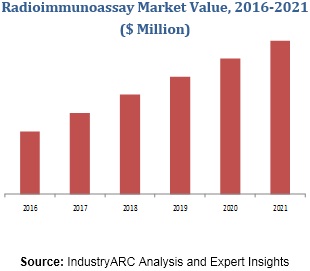 Radioimmunoassay Market Value, 2016-2021
($ Million)
2016 2017 2018 2019 2020 2021
Source: IndustryARC Analysis and Expert Insights